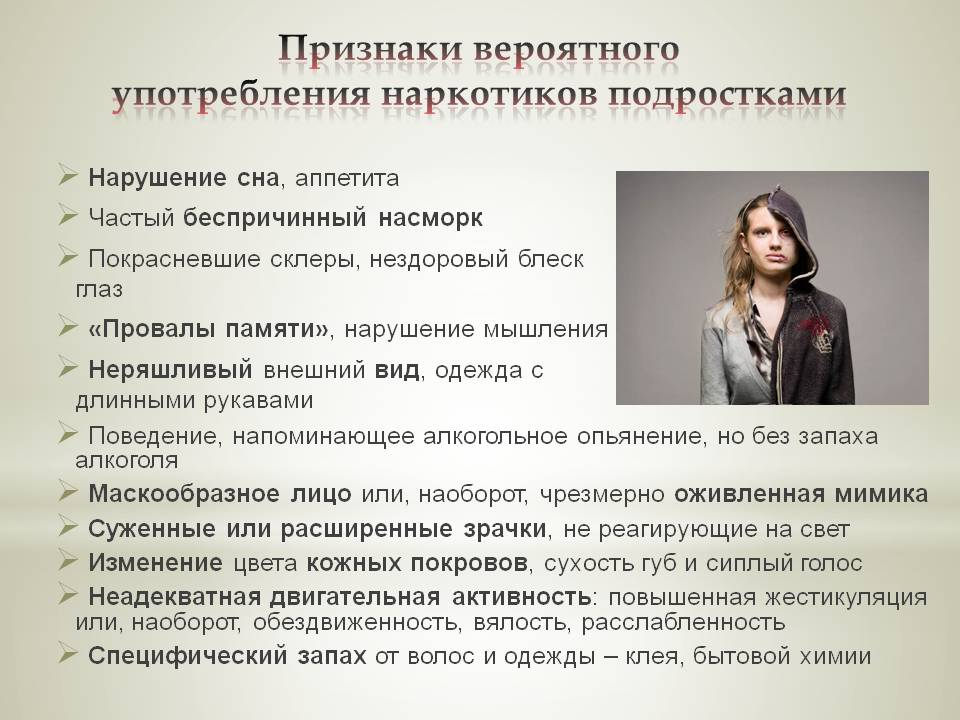 Признаки вероятного
употребления наркотиков подростками
Нарушение сна, аппетита
Частый беспричинный насморк
Покрасневшие склеры, нездоровый блеск
глаз
«Провалы памяти», нарушение мышления
Неряшливый внешний вид, одежда с
длинными рукавами
Поведение, напоминающее алкогольное опьянение, но без запаха
алкоголя
Маскообразное лицо или, наоборот, чрезмерно оживленная мимика
Суженные или расширенные зрачки, не реагирующие на свет
Изменение цвета кожных покровов, сухость губ и сиплый голос
Неадекватная двигательная активность: повышенная жестикуляция
или, наоборот, обездвиженность, вялость, расслабленность
Специфический запах от волос и одежды – клея, бытовой химии